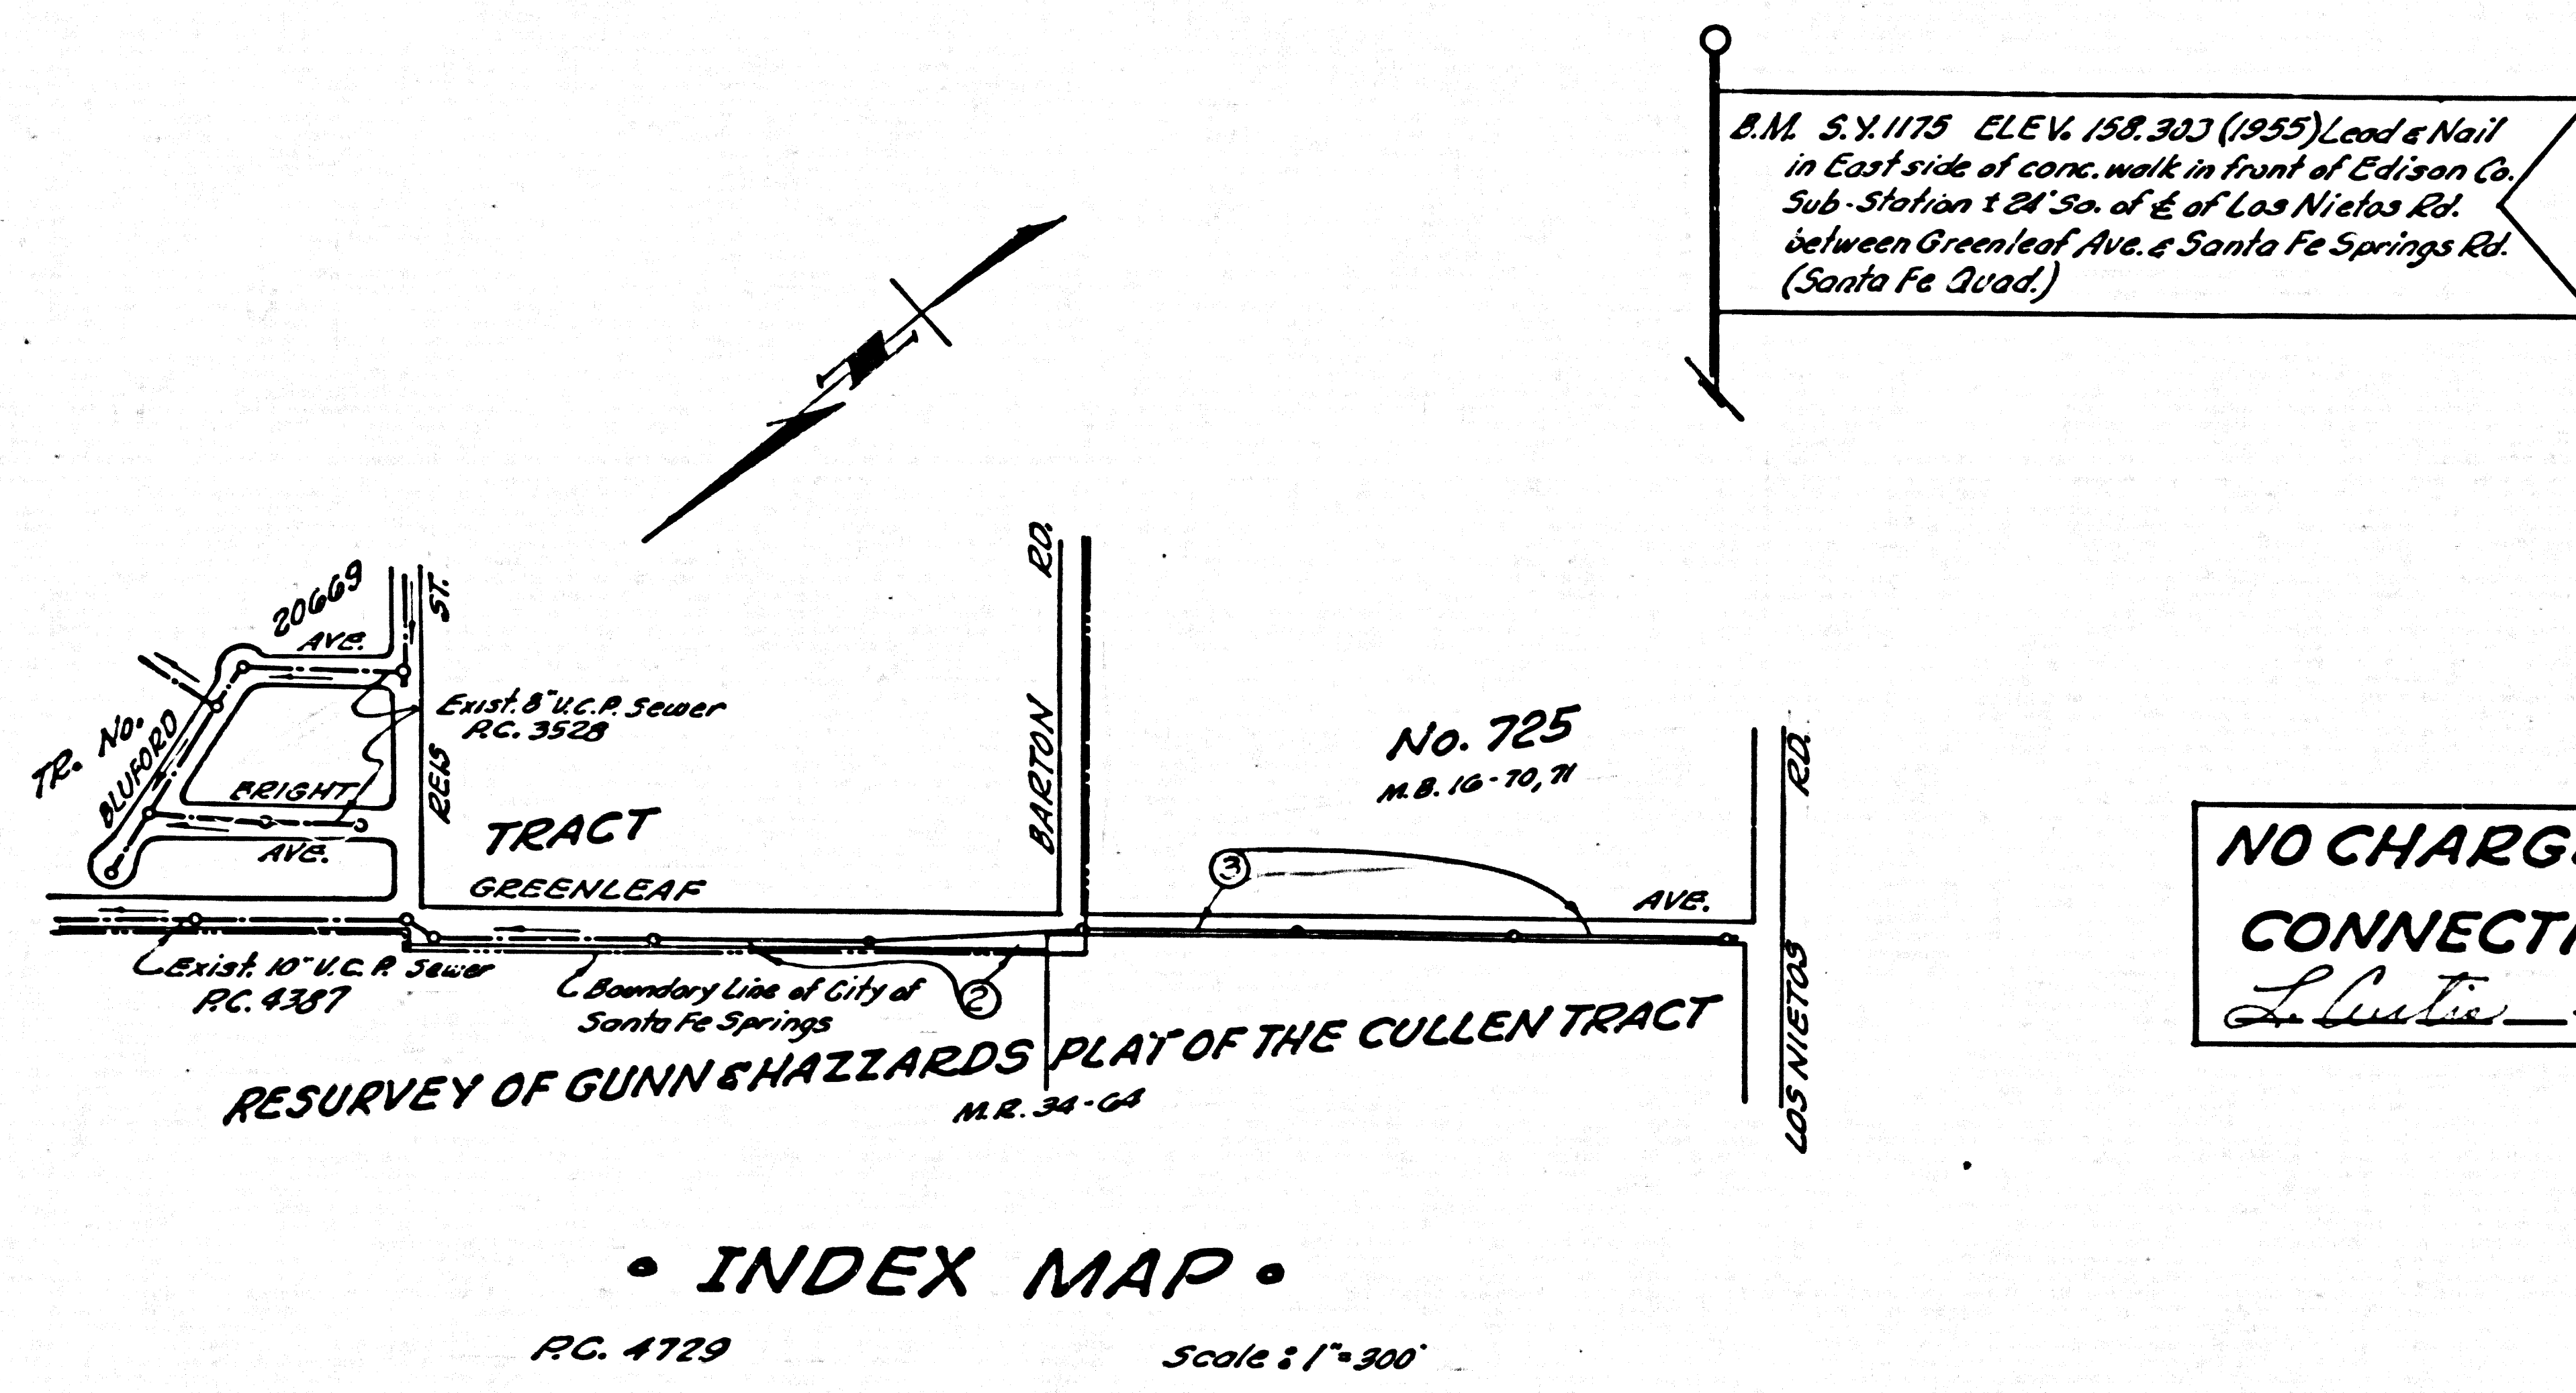 B.M. S.Y.1175 ELEV. 158.303 (1955) Lead & Nail
in East side of conc. walk in front of Edison Co.
Sub-Station ± 24' So. of ℄ of Los Nietos Rd.
between Greenleaf Ave. & Santa Fe Springs Rd.
(Santa Fe Quad.)
N
TR. No. 20669
BLUFORD AVE.
REIS ST.
BRIGHT AVE.
Exist. 8" V.C.P. Sewer
P.C. 3528
BARTON RD.
TRACT No. 725
M.B. 16-70, 71
GREENLEAF AVE.
3
LOS NIETOS RD.
Exist. 10" V.C.P. Sewer
P.C. 4387
Boundary Line of City of
Santa Fe Springs
2
RESURVEY OF GUNN & HAZZARDS PLAT OF THE CULLEN TRACT
M.R. 34-64
NO CHARGE
CONNECTI
L. Curtis
• INDEX MAP •
P.C. 4729
Scale: 1"=300'